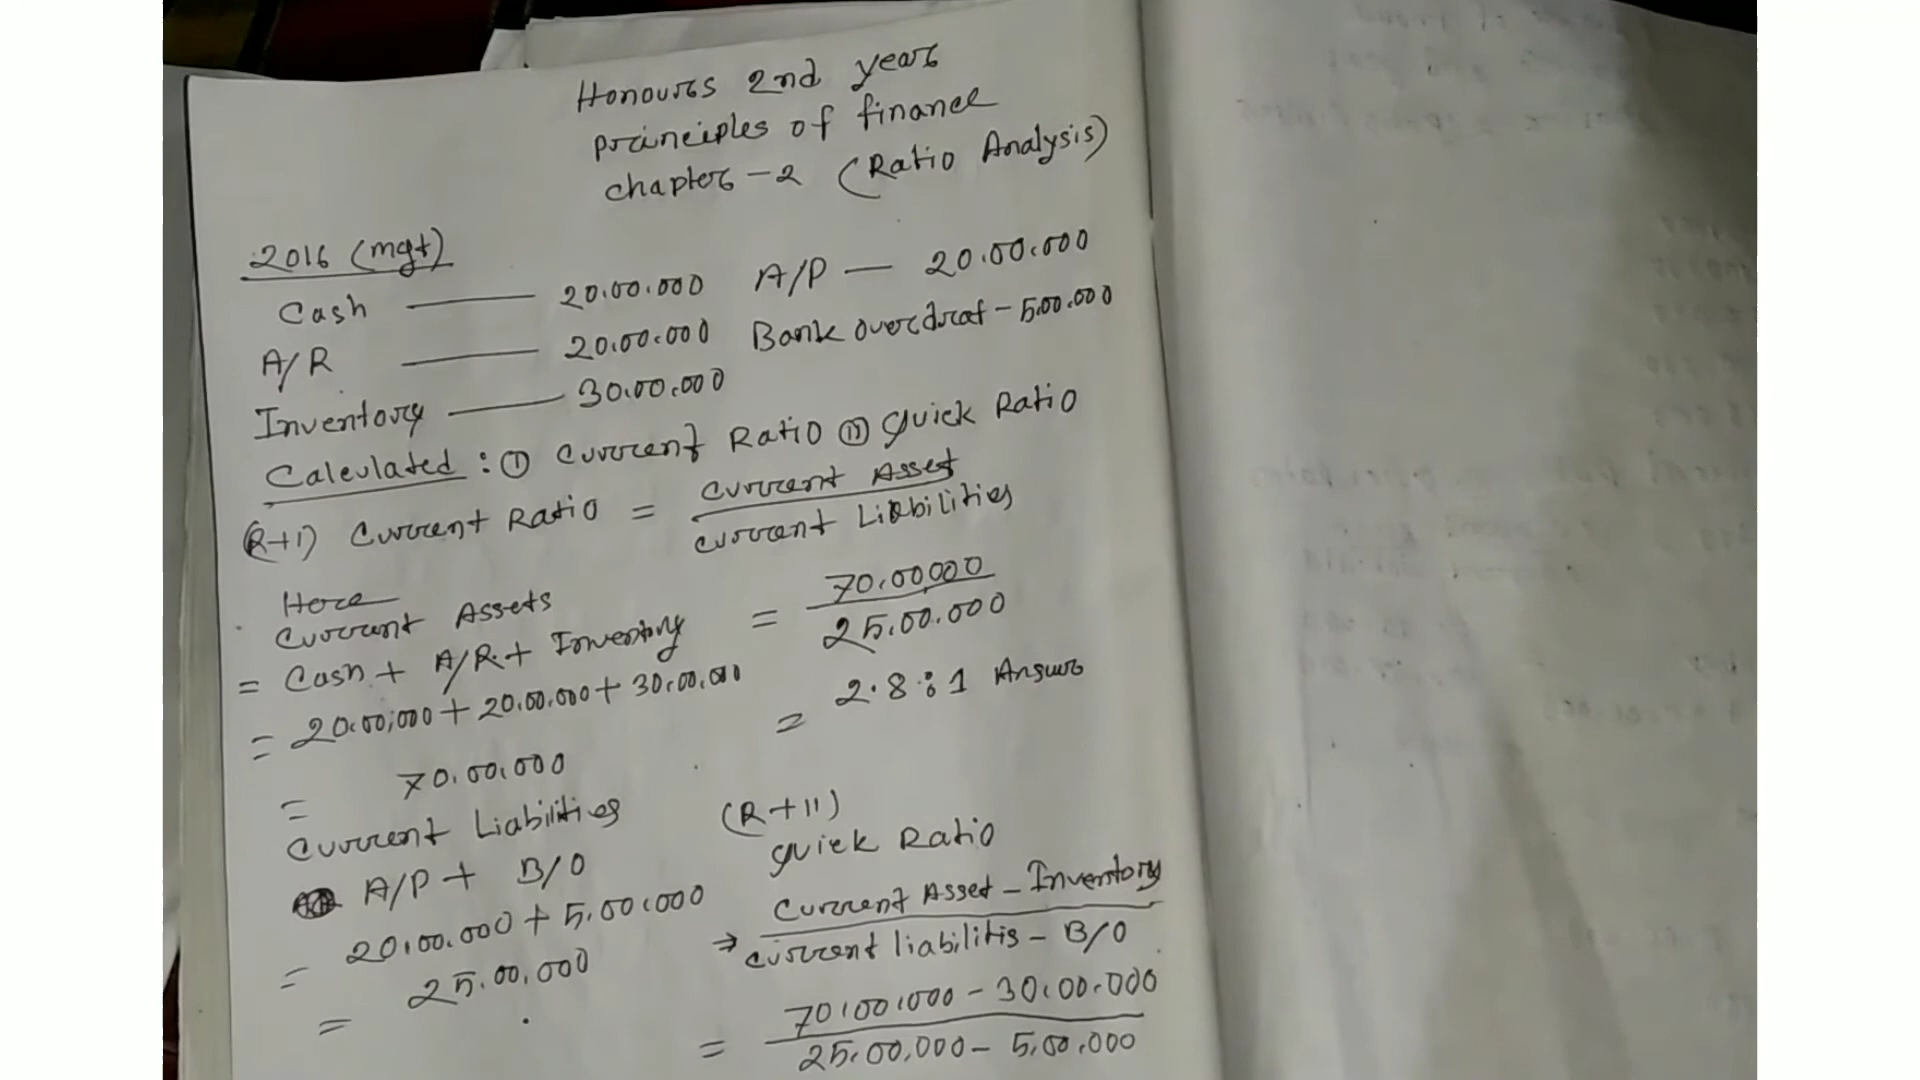 Honours 2nd year
principles of finance
chapter - 2 (Ratio Analysis)
2016 (mgt)
Cash — 20,00,000 A/P — 20,00,000
A/R — 20,00,000 Bank overdraf - 5,00,000
Inventory — 30,00,000
Calculated : (i) Current Ratio (ii) Quick Ratio
(R+1) Current Ratio = Current Asset / Current Liabilities
Here
Current Assets
= Cash + A/R + Inventory
= 20,00,000 + 20,00,000 + 30,00,000
= 70,00,000
= 70,00000 / 25,00,000
= 2.8 : 1 Answer
Current Liabilities
A/P + B/O
= 20,00,000 + 5,00,000
= 25,00,000
(R+11)
Quick Ratio
⇒ Current Asset - Inventory / Current liabilitis - B/O
= 70,00,000 - 30,00,000 / 25,00,000 - 5,00,000